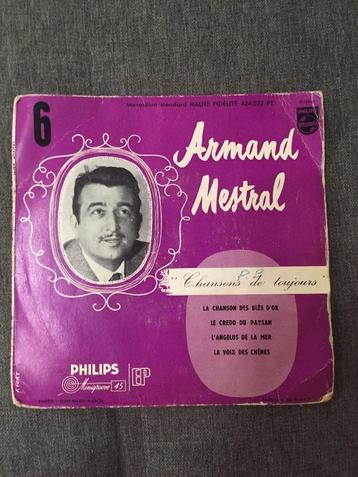 6
Microsillon standard HAUTE FIDÉLITÉ 424.032 PE
PHILIPS
Armand
Mestral
P. B
"Chansons de toujours"
LA CHANSON DES BLÉS D'OR
LE CREDO DU PAYSAN
L'ANGELUS DE LA MER
LA VOIX DES CHÊNES
PHILIPS
Minigroove 45
EP